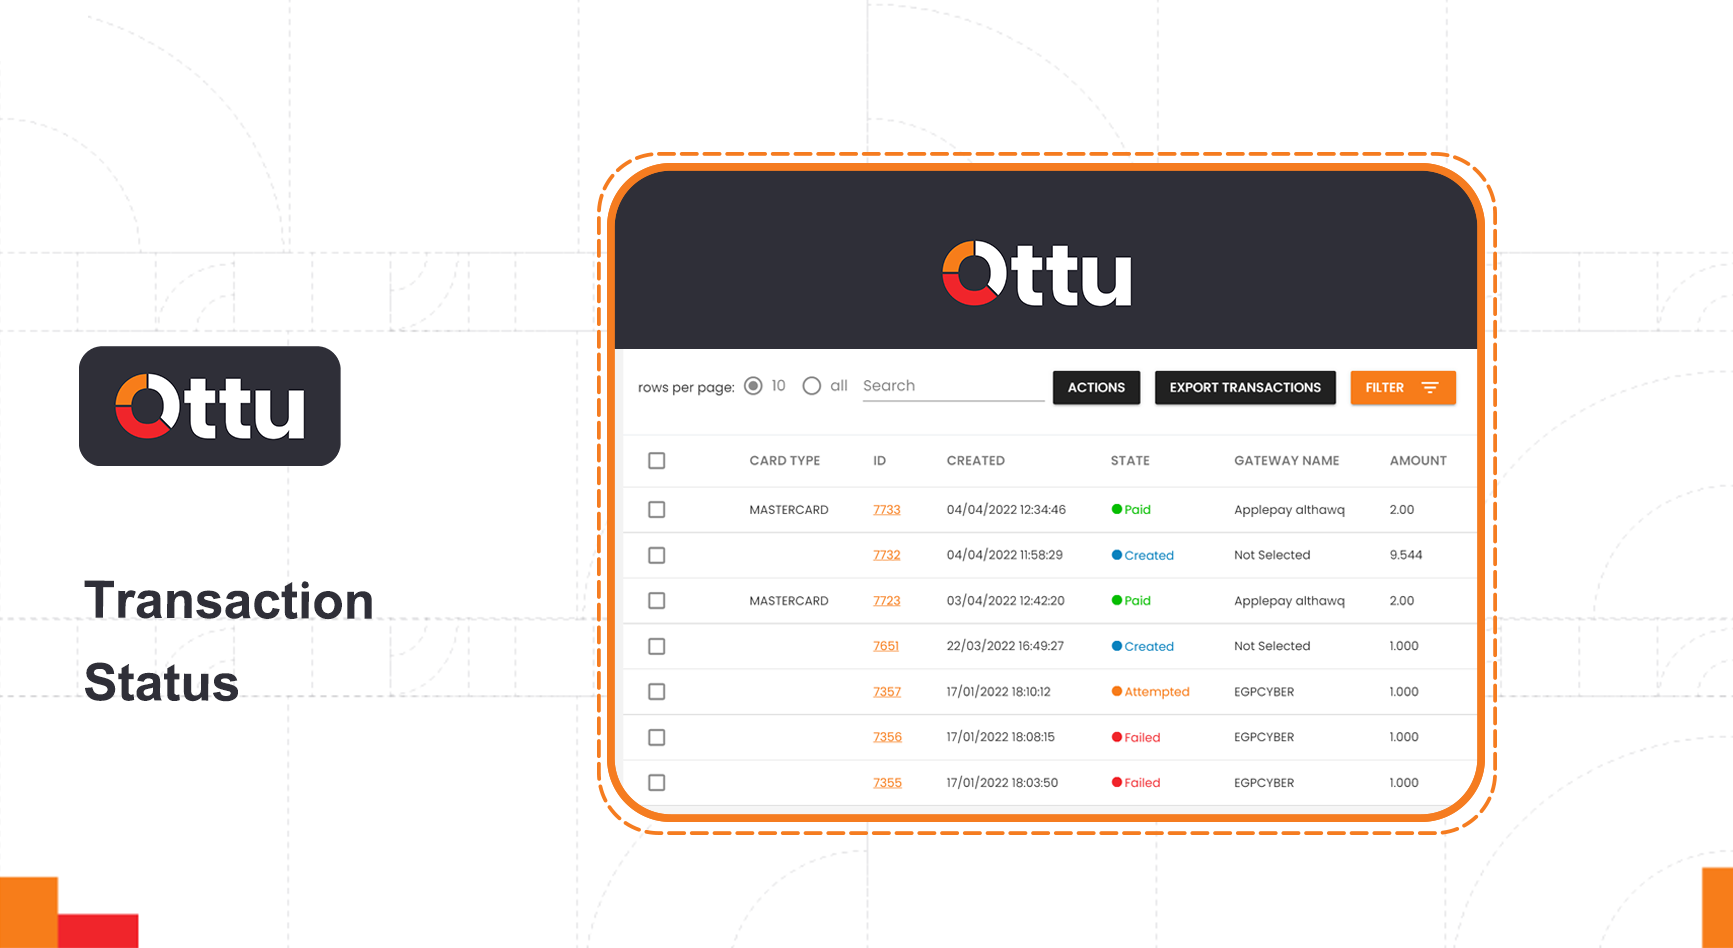 Ottu
Transaction
Status
Ottu
rows per page: 10 all Search ACTIONS EXPORT TRANSACTIONS FILTER
CARD TYPE ID CREATED STATE GATEWAY NAME AMOUNT
MASTERCARD 7733 04/04/2022 12:34:46 Paid Applepay althawq 2.00
7732 04/04/2022 11:58:29 Created Not Selected 9.544
MASTERCARD 7723 03/04/2022 12:42:20 Paid Applepay althawq 2.00
7651 22/03/2022 16:49:27 Created Not Selected 1.000
7357 17/01/2022 18:10:12 Attempted EGPCYBER 1.000
7356 17/01/2022 18:08:15 Failed EGPCYBER 1.000
7355 17/01/2022 18:03:50 Failed EGPCYBER 1.000